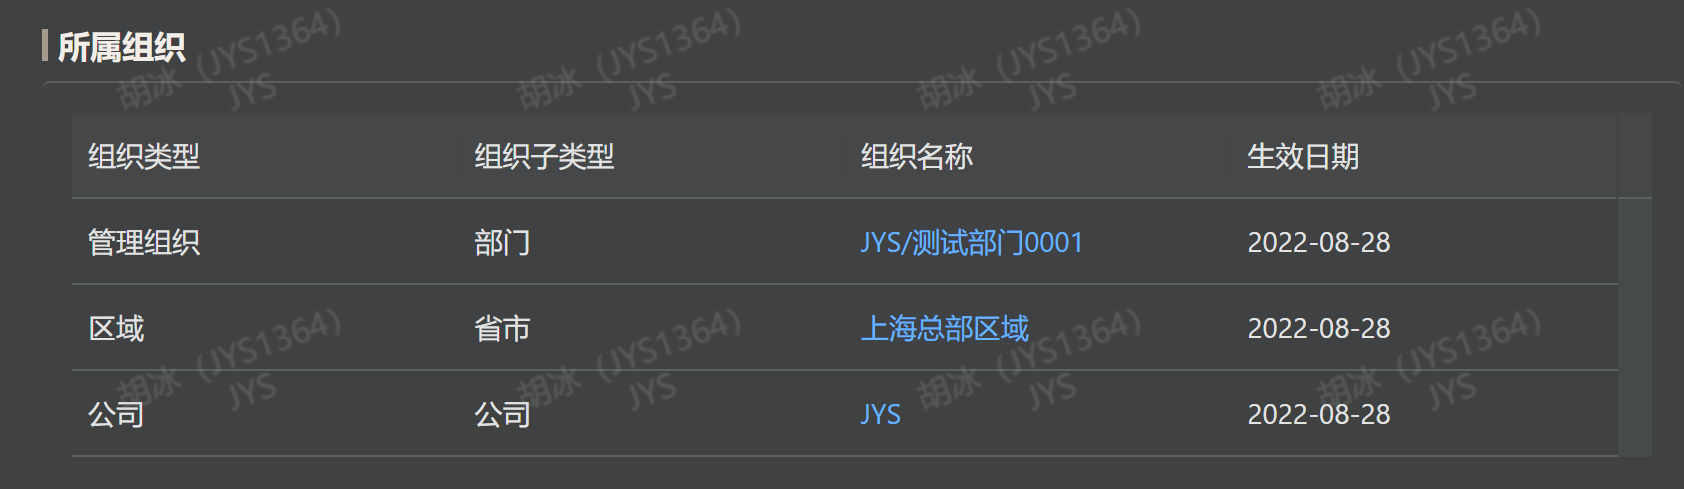 所属组织
组织类型 组织子类型 组织名称 生效日期
管理组织 部门 JYS/测试部门0001 2022-08-28
区域 省市 上海总部区域 2022-08-28
公司 公司 JYS 2022-08-28
胡冰（JYS1364） 胡冰（JYS1364） 胡冰（JYS1364） 胡冰（JYS1364）
JYS JYS JYS JYS
胡冰（JYS1364） 胡冰（JYS1364） 胡冰（JYS1364） 胡冰（JYS1364）
JYS JYS JYS JYS